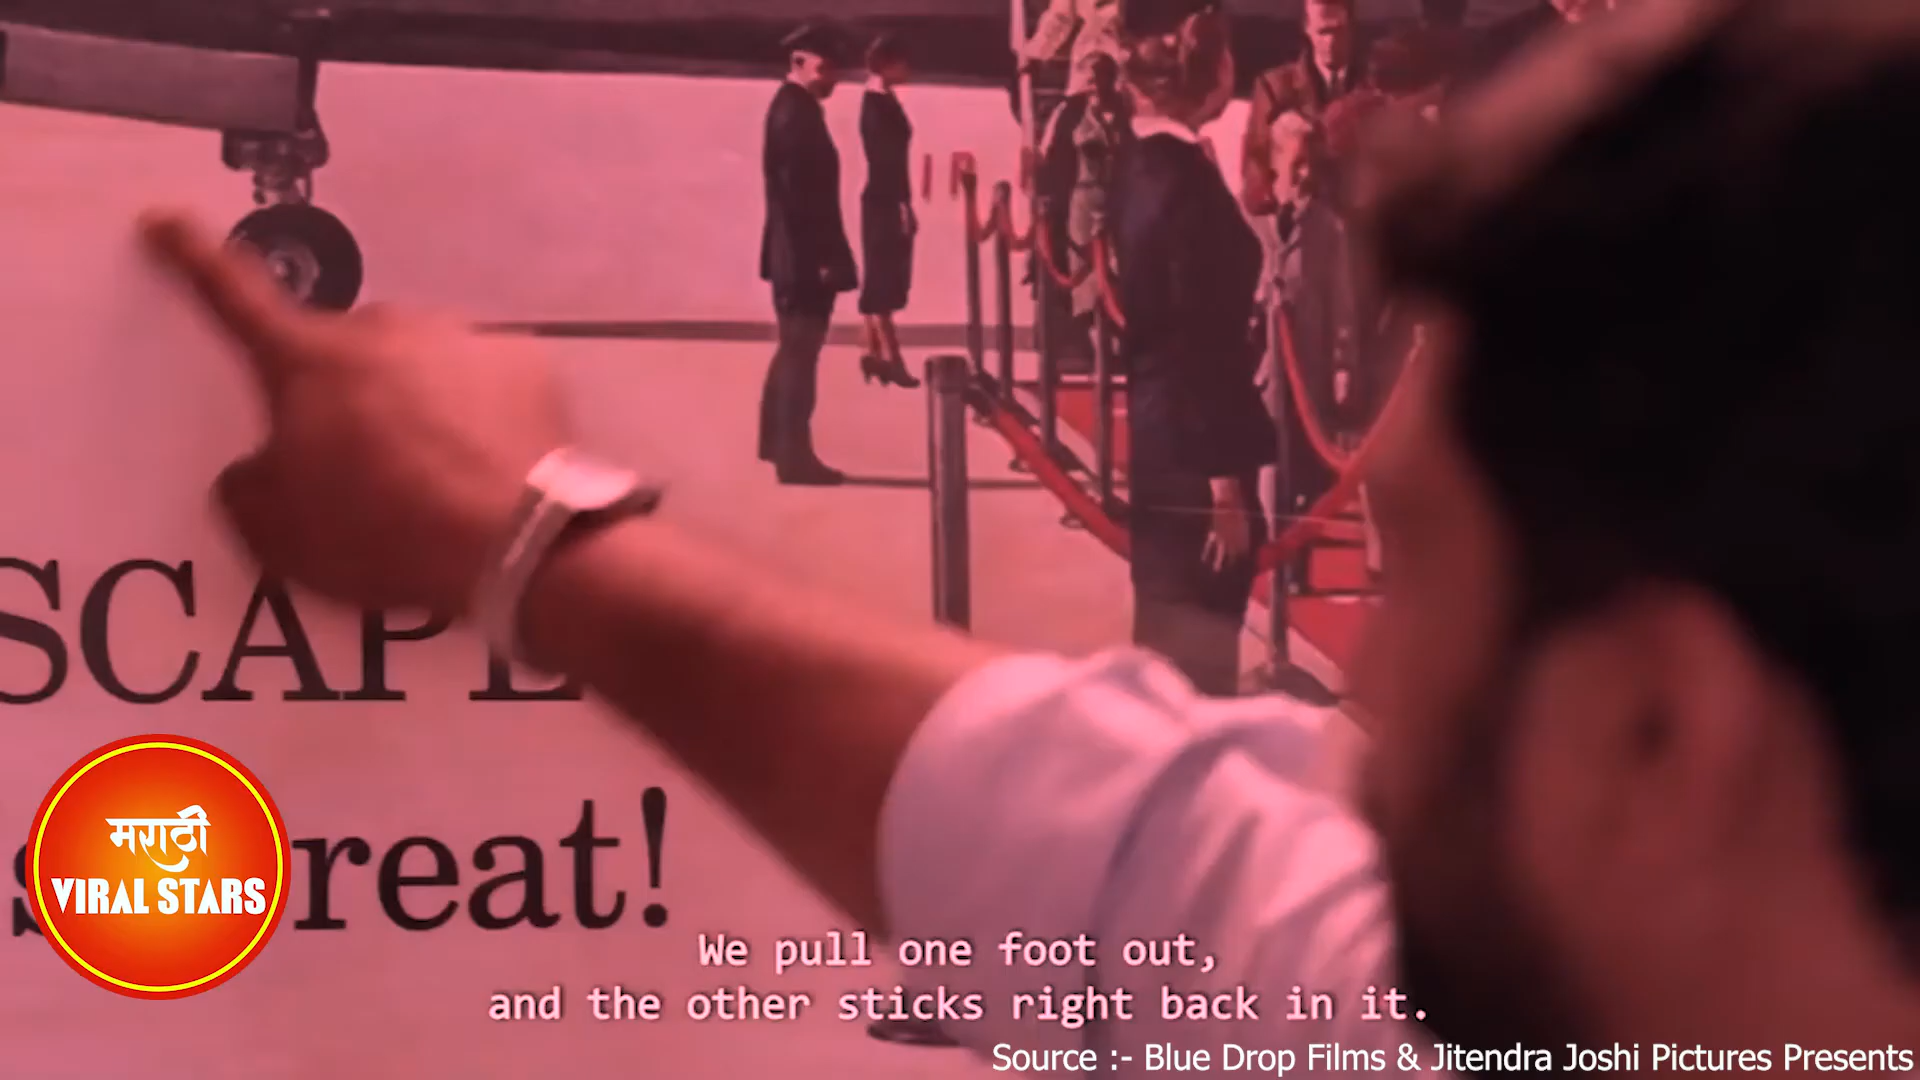 SCAPE
reat!
मराठी
VIRAL STARS
We pull one foot out,
and the other sticks right back in it.
Source :- Blue Drop Films & Jitendra Joshi Pictures Presents